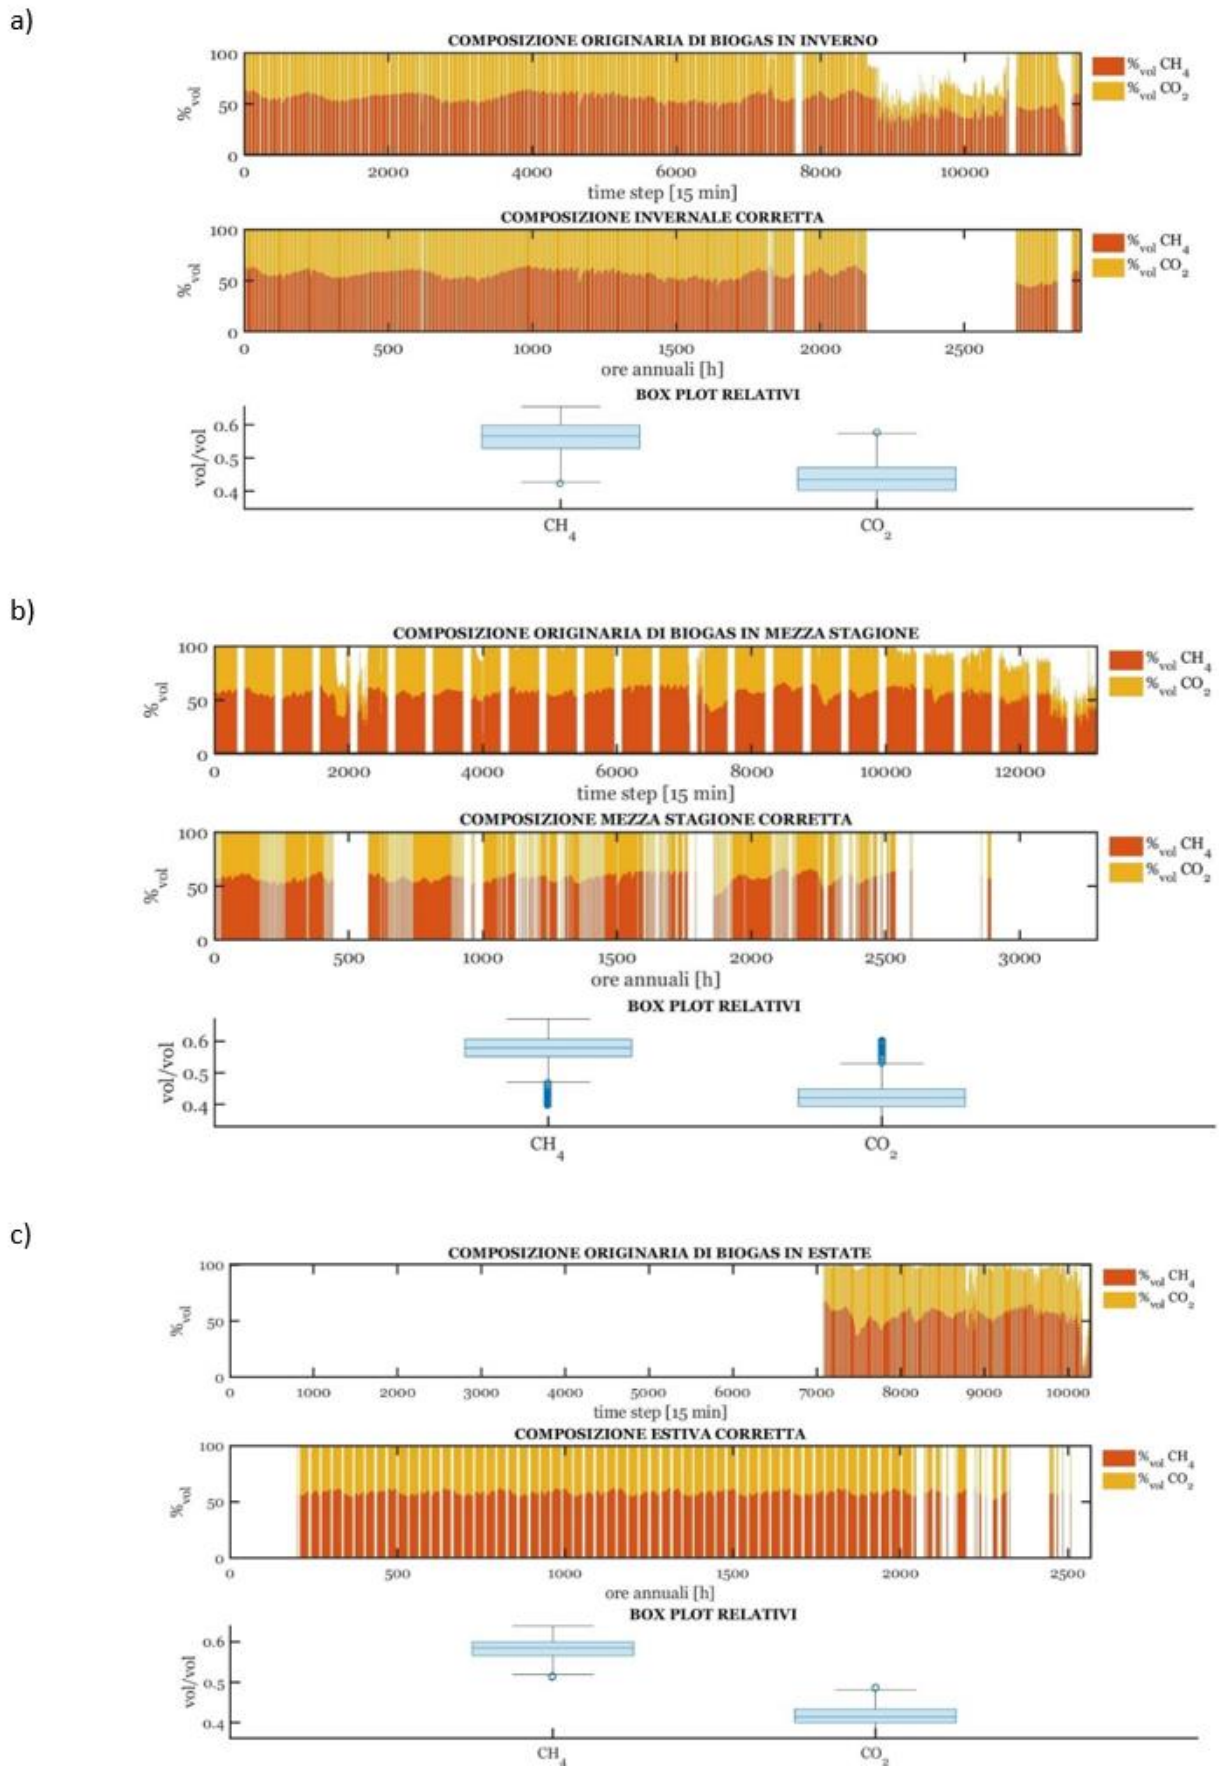 a)
COMPOSIZIONE ORIGINARIA DI BIOGAS IN INVERNO
100
50
0
%vol
%vol CH4
%vol CO2
0 2000 4000 6000 8000 10000
time step [15 min]
COMPOSIZIONE INVERNALE CORRETTA
100
50
0
%vol
%vol CH4
%vol CO2
0 500 1000 1500 2000 2500
ore annuali [h]
BOX PLOT RELATIVI
0.6
0.5
0.4
vol/vol
CH4 CO2
b)
COMPOSIZIONE ORIGINARIA DI BIOGAS IN MEZZA STAGIONE
100
50
0
%vol
%vol CH4
%vol CO2
0 2000 4000 6000 8000 10000 12000
time step [15 min]
COMPOSIZIONE MEZZA STAGIONE CORRETTA
100
50
0
%vol
%vol CH4
%vol CO2
0 500 1000 1500 2000 2500 3000
ore annuali [h]
BOX PLOT RELATIVI
0.6
0.5
0.4
vol/vol
CH4 CO2
c)
COMPOSIZIONE ORIGINARIA DI BIOGAS IN ESTATE
100
50
0
%vol
%vol CH4
%vol CO2
0 1000 2000 3000 4000 5000 6000 7000 8000 9000 10000
time step [15 min]
COMPOSIZIONE ESTIVA CORRETTA
100
50
0
%vol
%vol CH4
%vol CO2
0 500 1000 1500 2000 2500
ore annuali [h]
BOX PLOT RELATIVI
0.6
0.5
0.4
vol/vol
CH4 CO2